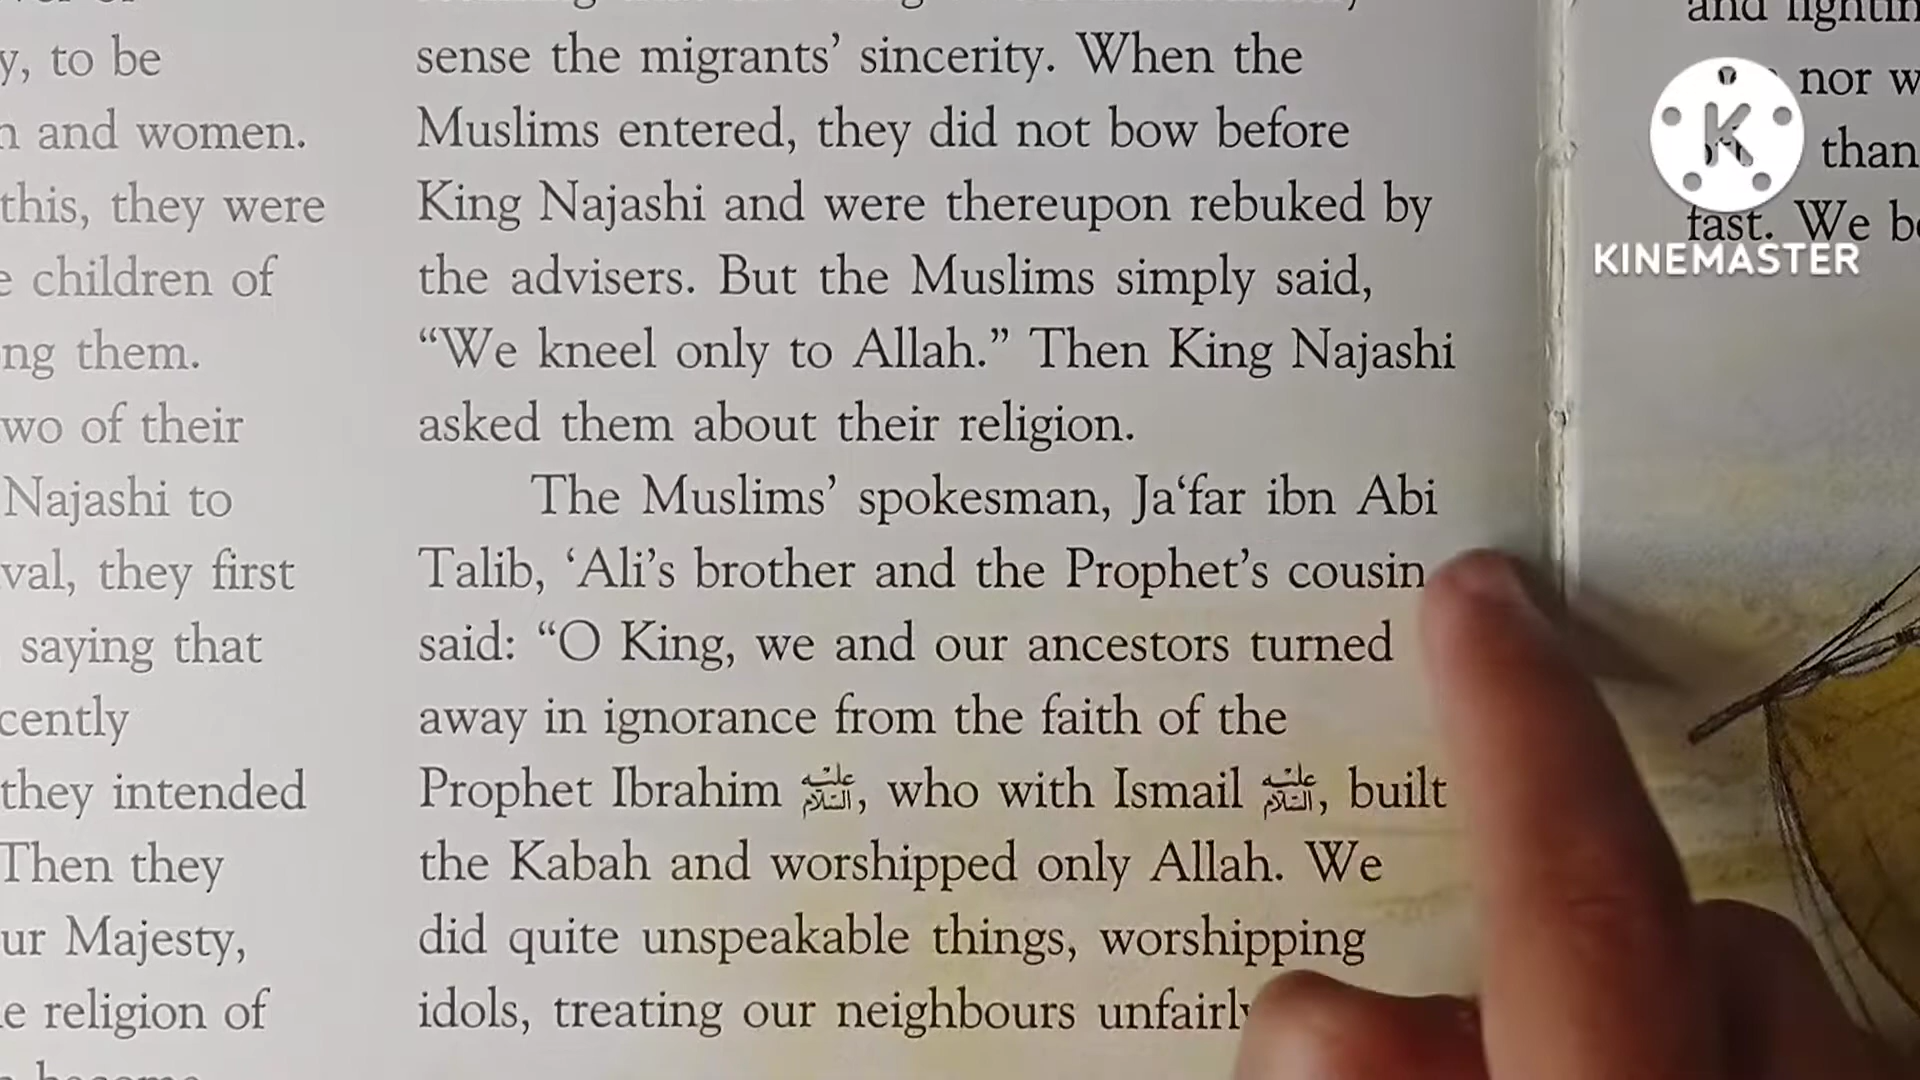 y, to be
and women.
this, they were
children of
ng them.
wo of their
Najashi to
val, they first
saying that
cently
they intended
Then they
ur Majesty,
religion of
sense the migrants’ sincerity. When the
Muslims entered, they did not bow before
King Najashi and were thereupon rebuked by
the advisers. But the Muslims simply said,
“We kneel only to Allah.” Then King Najashi
asked them about their religion.
The Muslims’ spokesman, Ja‘far ibn Abi
Talib, ‘Ali’s brother and the Prophet’s cousin
said: “O King, we and our ancestors turned
away in ignorance from the faith of the
Prophet Ibrahim عليه السلام, who with Ismail عليه السلام, built
the Kabah and worshipped only Allah. We
did quite unspeakable things, worshipping
idols, treating our neighbours unfairly
nor w
than
fast. We be
K
KINEMASTER